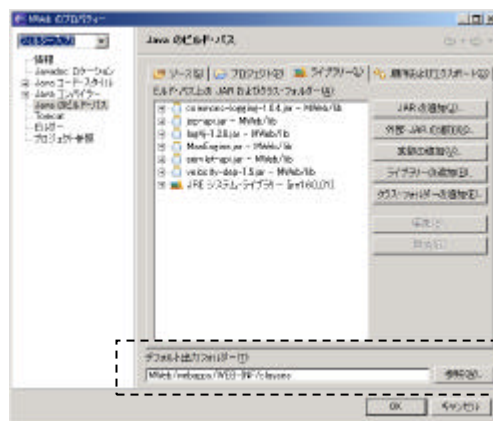 MWeb のプロパティー
Java のビルド・パス
情報
Javadoc ロケーション
Java コード・スタイル
Java コンパイラー
Java のビルド・パス
Tomcat
ビルダー
プロジェクト参照
ソース(S)
プロジェクト(P)
ライブラリー(L)
順序およびエクスポート(O)
ビルド・パス上の JAR およびクラス・フォルダー(B):
commons-logging-1.0.4.jar - MWeb/lib
jsp-api.jar - MWeb/lib
MaxEngine.jar - MWeb/lib
servlet-api.jar - MWeb/lib
velocity-dep-1.5.jar - MWeb/lib
JRE システム・ライブラリー
JAR の追加(J)...
外部 JAR の追加(X)...
変数の追加(V)...
ライブラリーの追加(B)...
クラス・フォルダーの追加(F)...
編集(E)...
除去(R)
デフォルト出力フォルダー(T):
MWeb/webapps/WEB-INF/classes
参照(W)...
OK
キャンセル